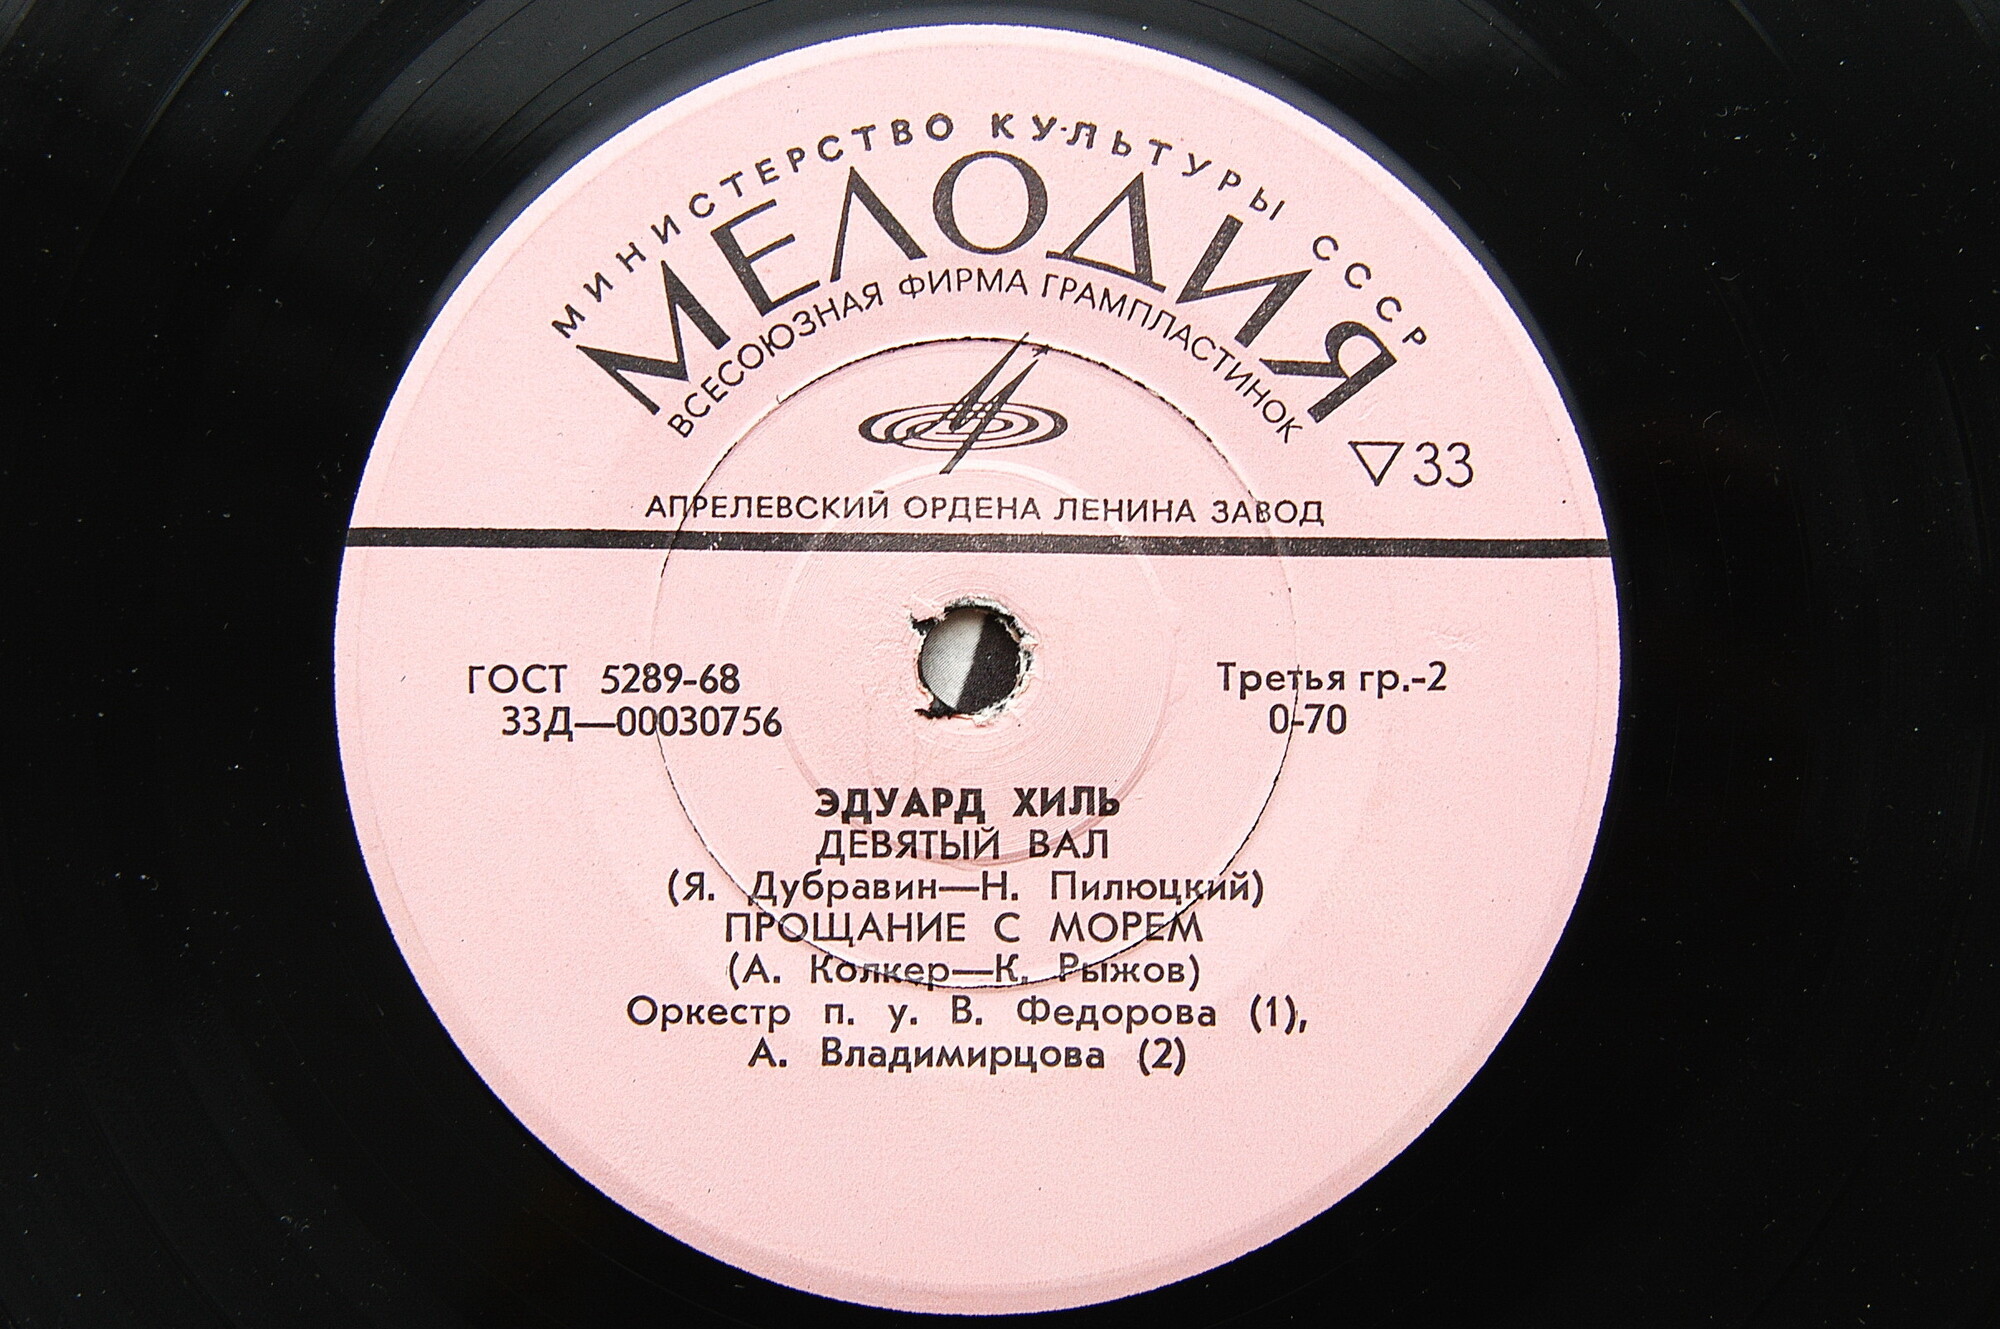 МИНИСТЕРСТВО КУЛЬТУРЫ СССР
МЕЛОДИЯ
ВСЕСОЮЗНАЯ ФИРМА ГРАМПЛАСТИНОК
▽33
АПРЕЛЕВСКИЙ ОРДЕНА ЛЕНИНА ЗАВОД
ГОСТ 5289-68
33Д—00030756
Третья гр.-2
0-70
ЭДУАРД ХИЛЬ
ДЕВЯТЫЙ ВАЛ
(Я. Дубравин—Н. Пилюцкий)
ПРОЩАНИЕ С МОРЕМ
(А. Колкер—К. Рыжов)
Оркестр п. у. В. Федорова (1),
А. Владимирцова (2)